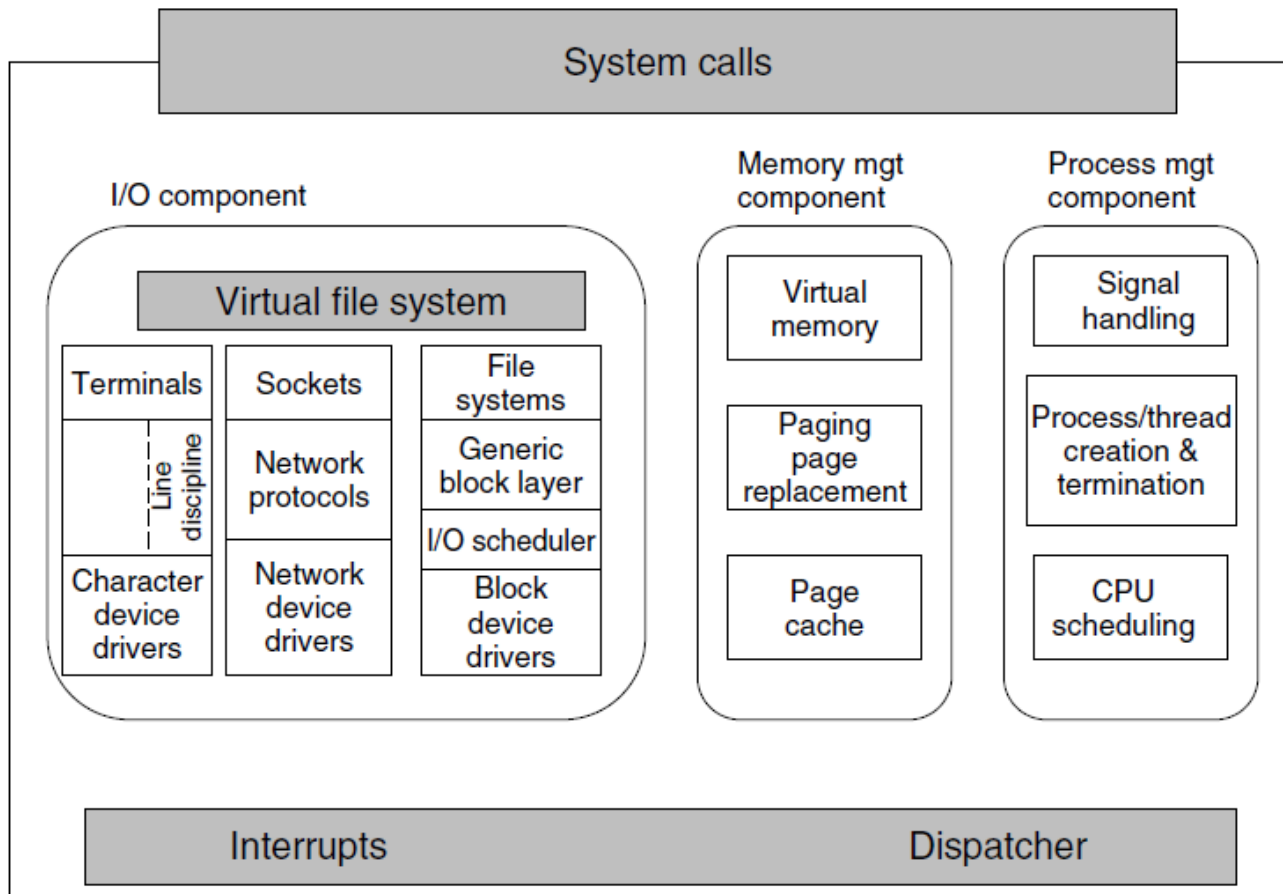 System calls
I/O component
Memory mgt
component
Process mgt
component
Virtual file system
Terminals
Line
discipline
Character
device
drivers
Sockets
Network
protocols
Network
device
drivers
File
systems
Generic
block layer
I/O scheduler
Block
device
drivers
Virtual
memory
Paging
page
replacement
Page
cache
Signal
handling
Process/thread
creation &
termination
CPU
scheduling
Interrupts
Dispatcher